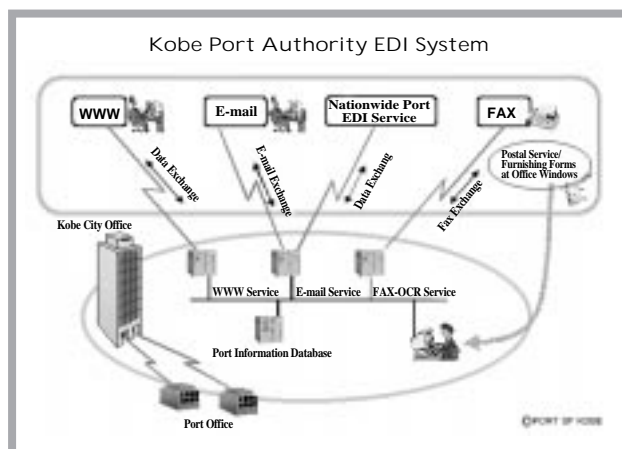 Kobe Port Authority EDI System
WWW
E-mail
Nationwide Port
EDI Service
FAX
Postal Service/
Furnishing Forms
at Office Windows
Data Exchange
E-mail Exchange
Data Exchang
Fax Exchange
Kobe City Office
WWW Service
E-mail Service
FAX-OCR Service
Port Information Database
Port Office
©PORT OF KOBE